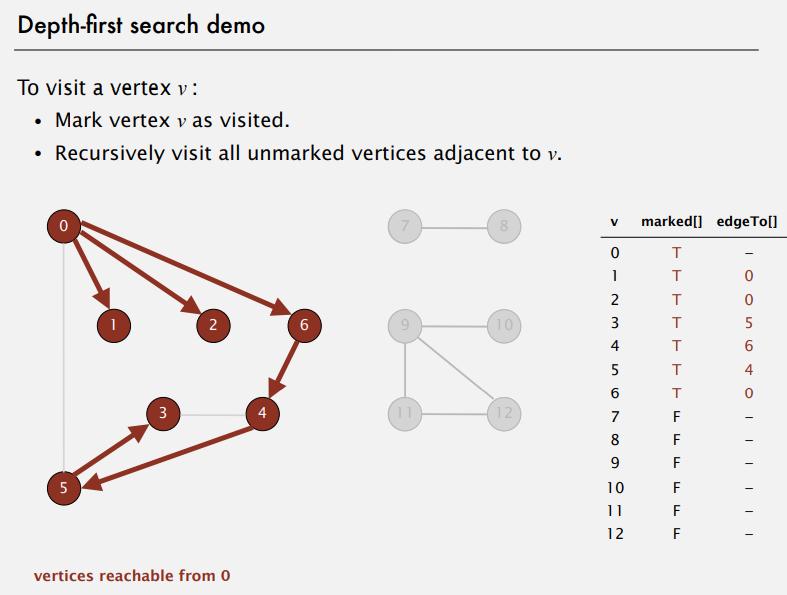 Depth-first search demo
To visit a vertex v :
• Mark vertex v as visited.
• Recursively visit all unmarked vertices adjacent to v.
0
1
2
6
3
4
5
7
8
9
10
11
12
v marked[] edgeTo[]
0 T –
1 T 0
2 T 0
3 T 5
4 T 6
5 T 4
6 T 0
7 F –
8 F –
9 F –
10 F –
11 F –
12 F –
vertices reachable from 0